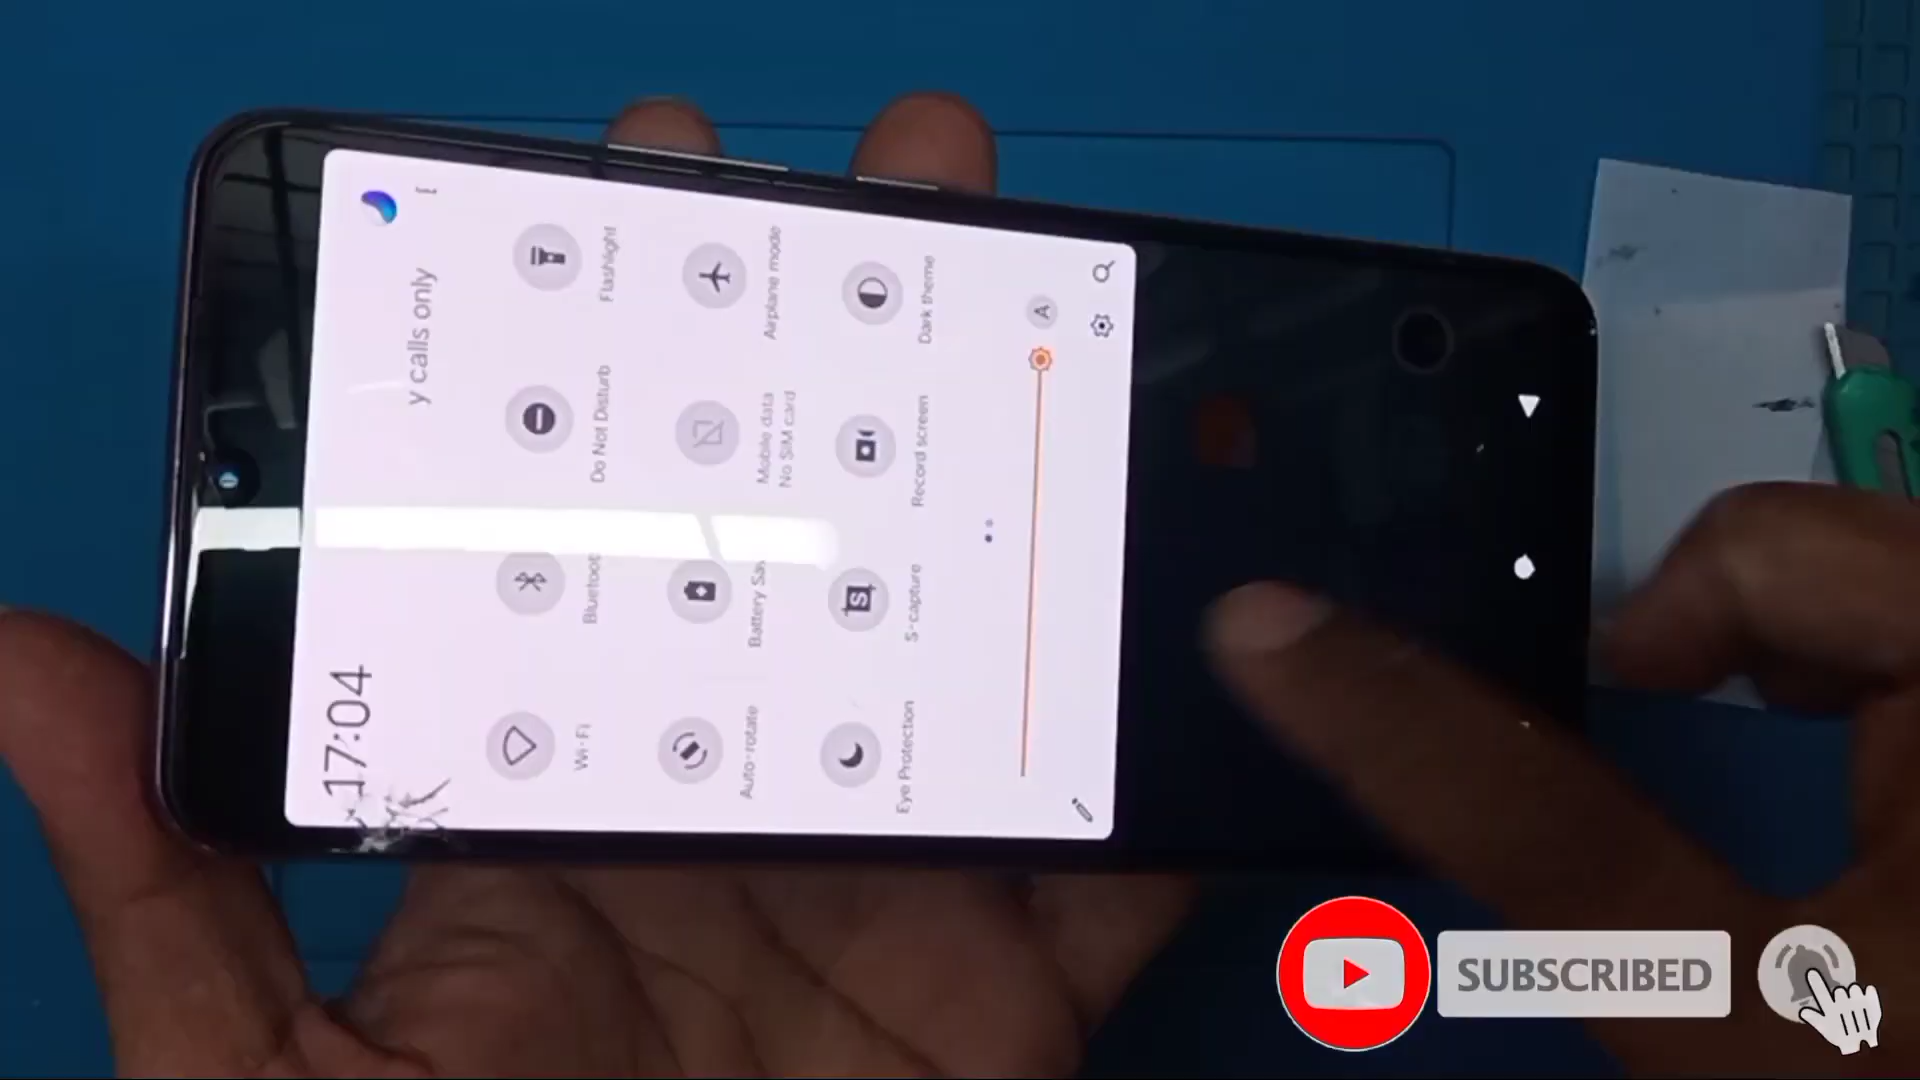 17:04
y calls only
Wi-Fi
Bluetoot
Do Not Disturb
Flashlight
Auto-rotate
Battery Sav
Mobile data
No SIM card
Airplane mode
Eye Protection
S-capture
Record screen
Dark theme
A
SUBSCRIBED